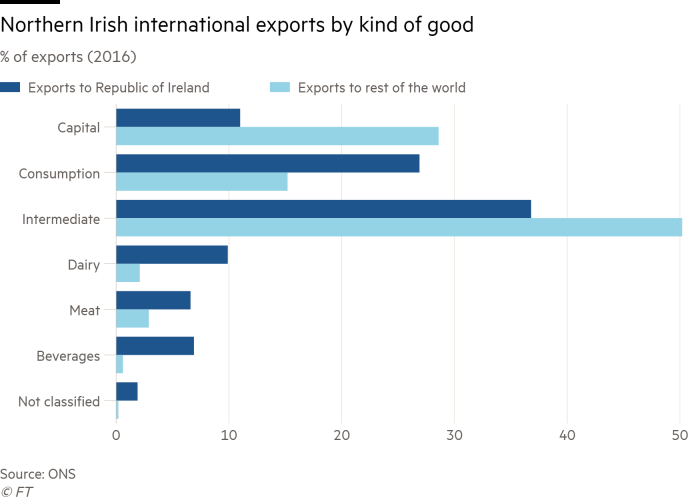 Northern Irish international exports by kind of good
% of exports (2016)
Exports to Republic of Ireland Exports to rest of the world
Capital
Consumption
Intermediate
Dairy
Meat
Beverages
Not classified
0 10 20 30 40 50
Source: ONS
© FT